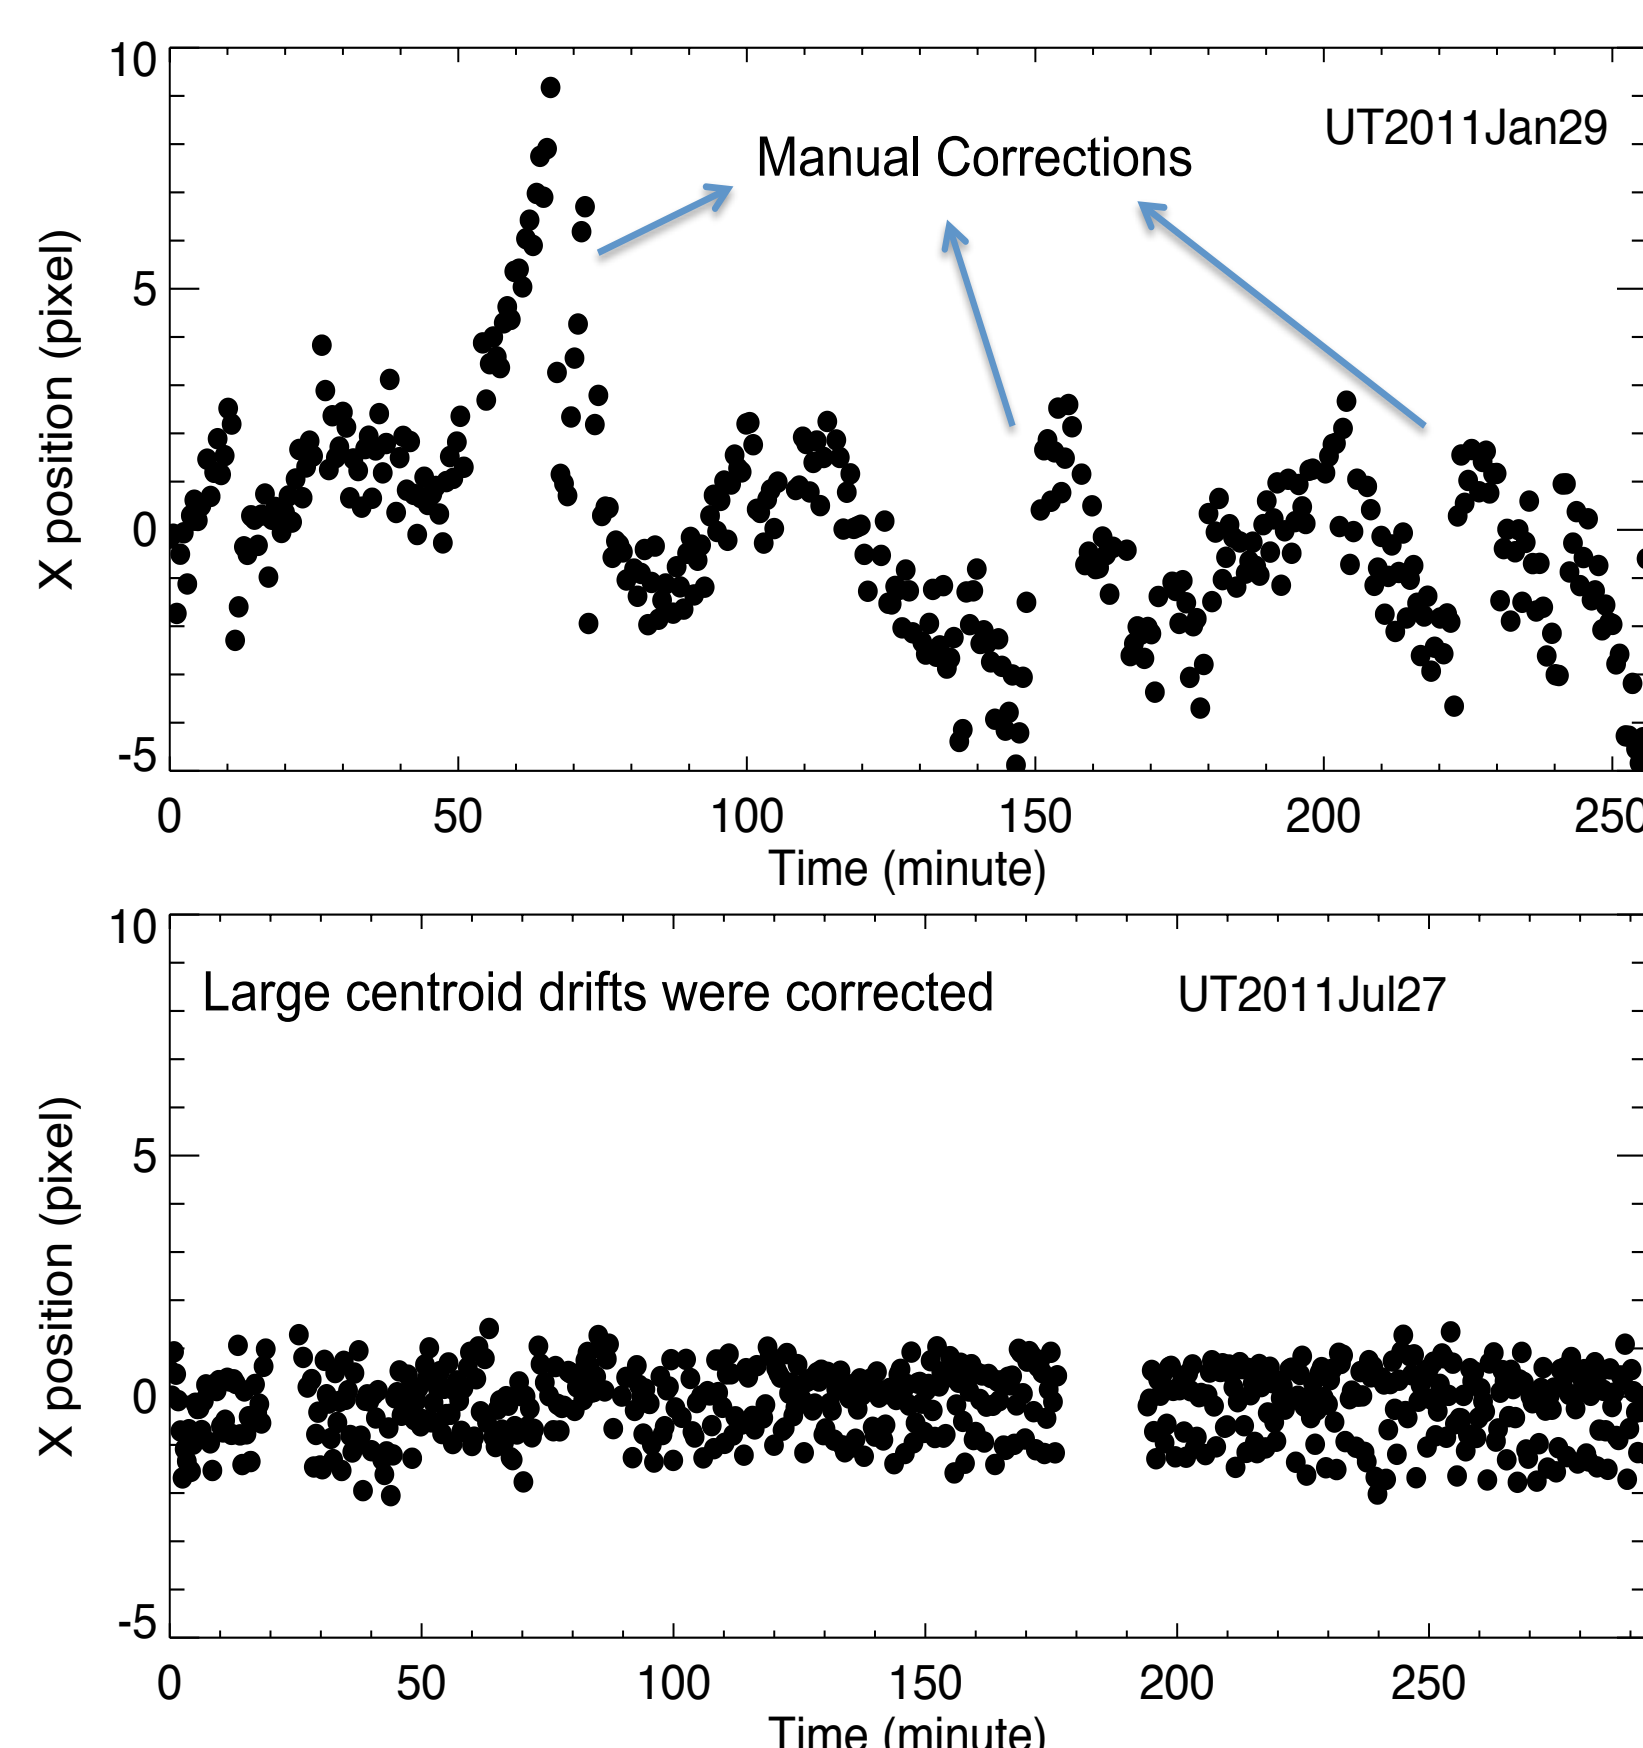 10
UT2011Jan29
Manual Corrections
5
0
-5
X position (pixel)
0 50 100 150 200 250
Time (minute)
10
Large centroid drifts were corrected UT2011Jul27
5
0
-5
X position (pixel)
0 50 100 150 200 250
Time (minute)